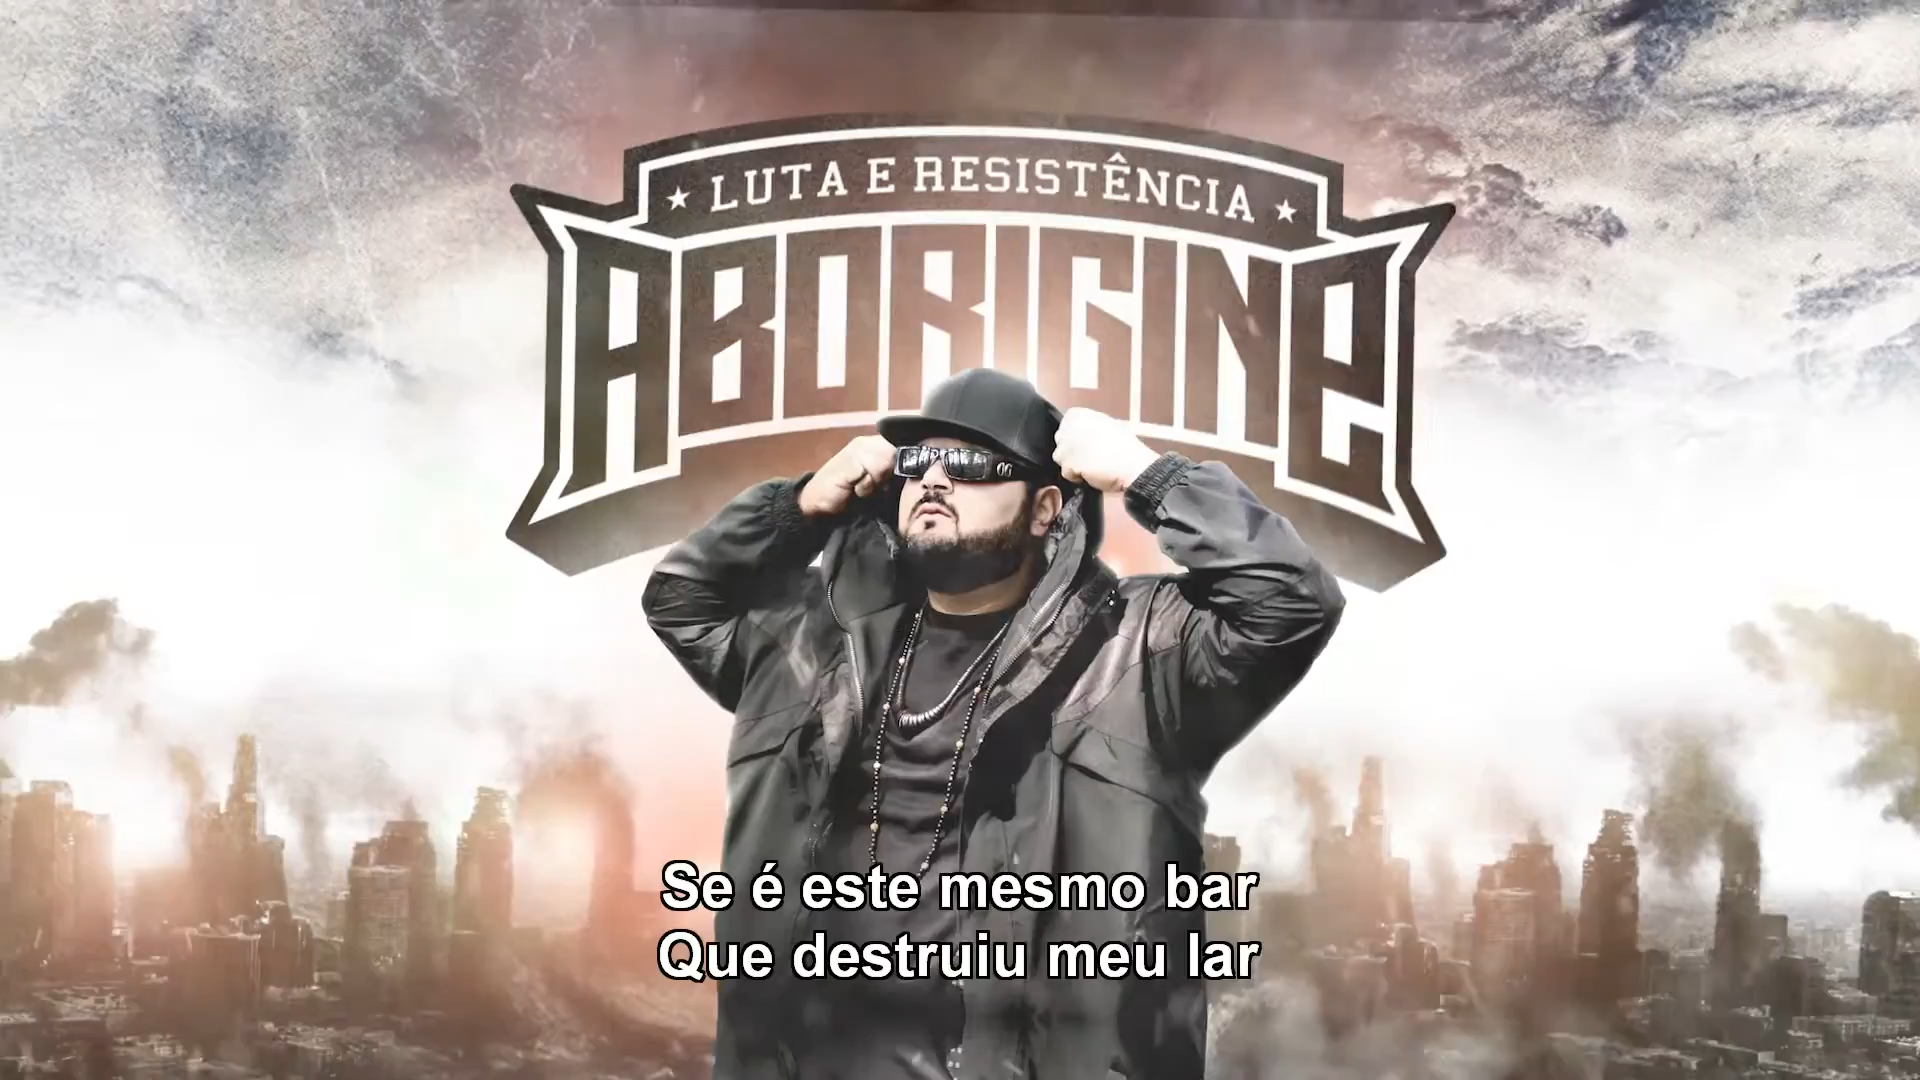 LUTA E RESISTÊNCIA
ABORIGINE
Se é este mesmo bar
Que destruiu meu lar